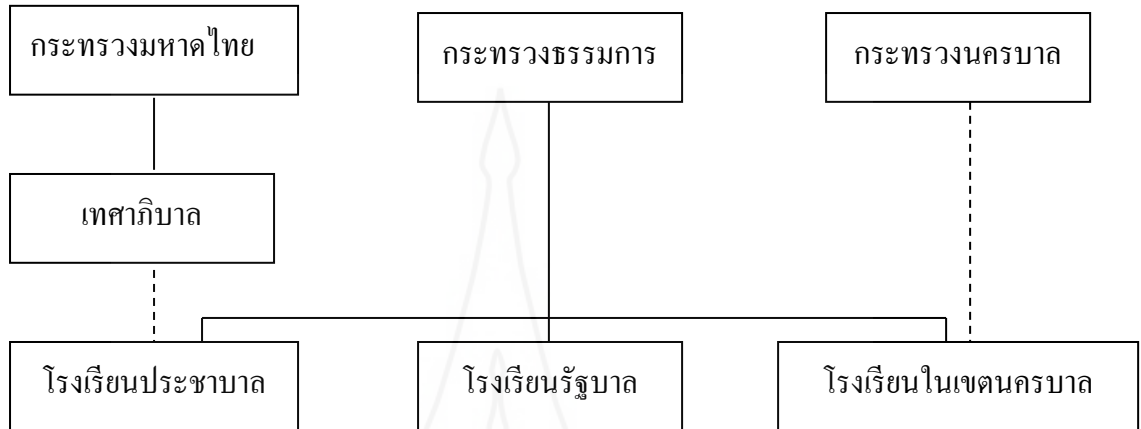 กระทรวงมหาดไทย
กระทรวงธรรมการ
กระทรวงนครบาล
เทศาภิบาล
โรงเรียนประชาบาล
โรงเรียนรัฐบาล
โรงเรียนในเขตนครบาล